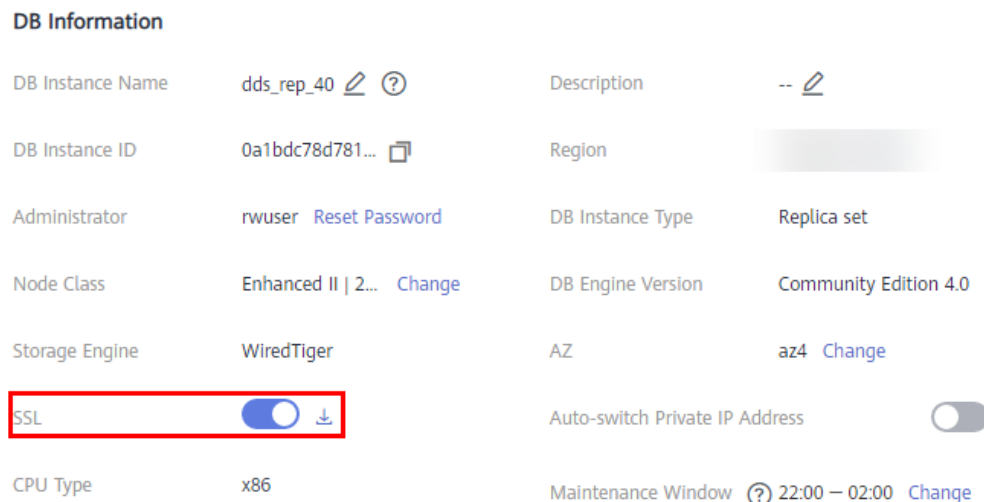 DB Information
DB Instance Name dds_rep_40 Description --
DB Instance ID 0a1bdc78d781... Region
Administrator rwuser Reset Password DB Instance Type Replica set
Node Class Enhanced II | 2... Change DB Engine Version Community Edition 4.0
Storage Engine WiredTiger AZ az4 Change
SSL Auto-switch Private IP Address
CPU Type x86 Maintenance Window 22:00 – 02:00 Change